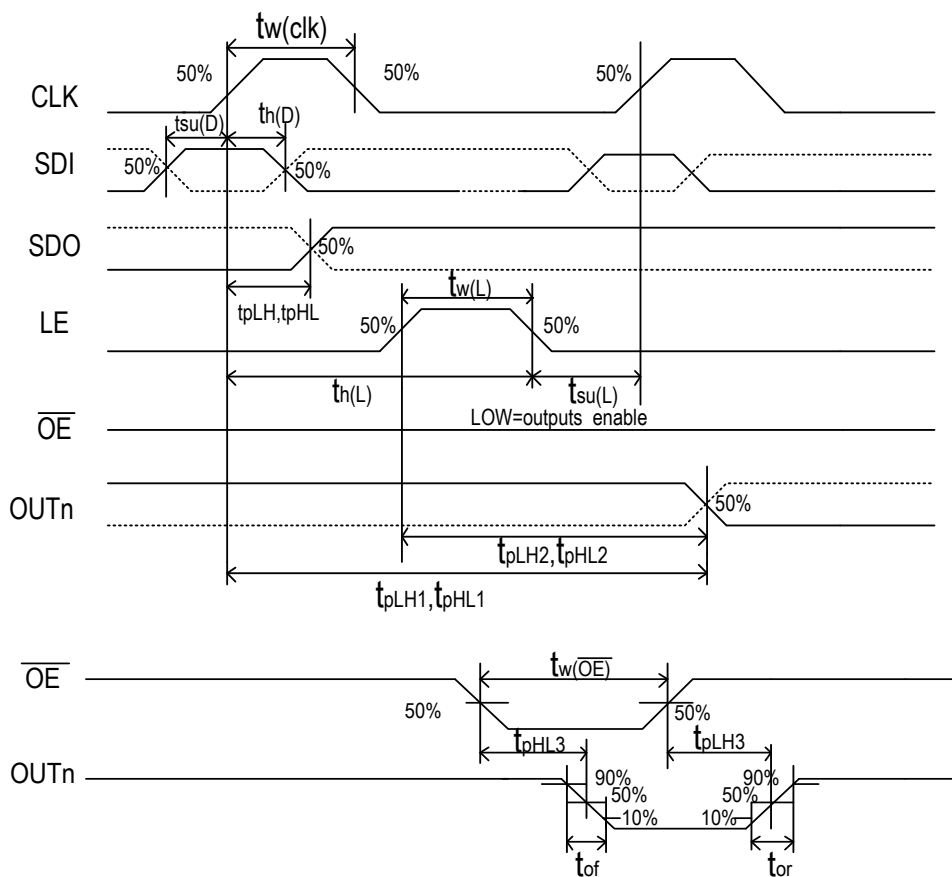 tw(clk)
50% 50% 50%
CLK
tsu(D) th(D)
SDI 50% 50%
SDO 50%
tpLH,tpHL tw(L)
LE 50% 50%
th(L) tsu(L)
LOW=outputs enable
OE
OUTn 50%
tpLH2,tpHL2
tpLH1,tpHL1
OE tw(OE)
50% 50%
tpHL3 tpLH3
OUTn 90% 90%
50% 50%
10% 10%
tof tor